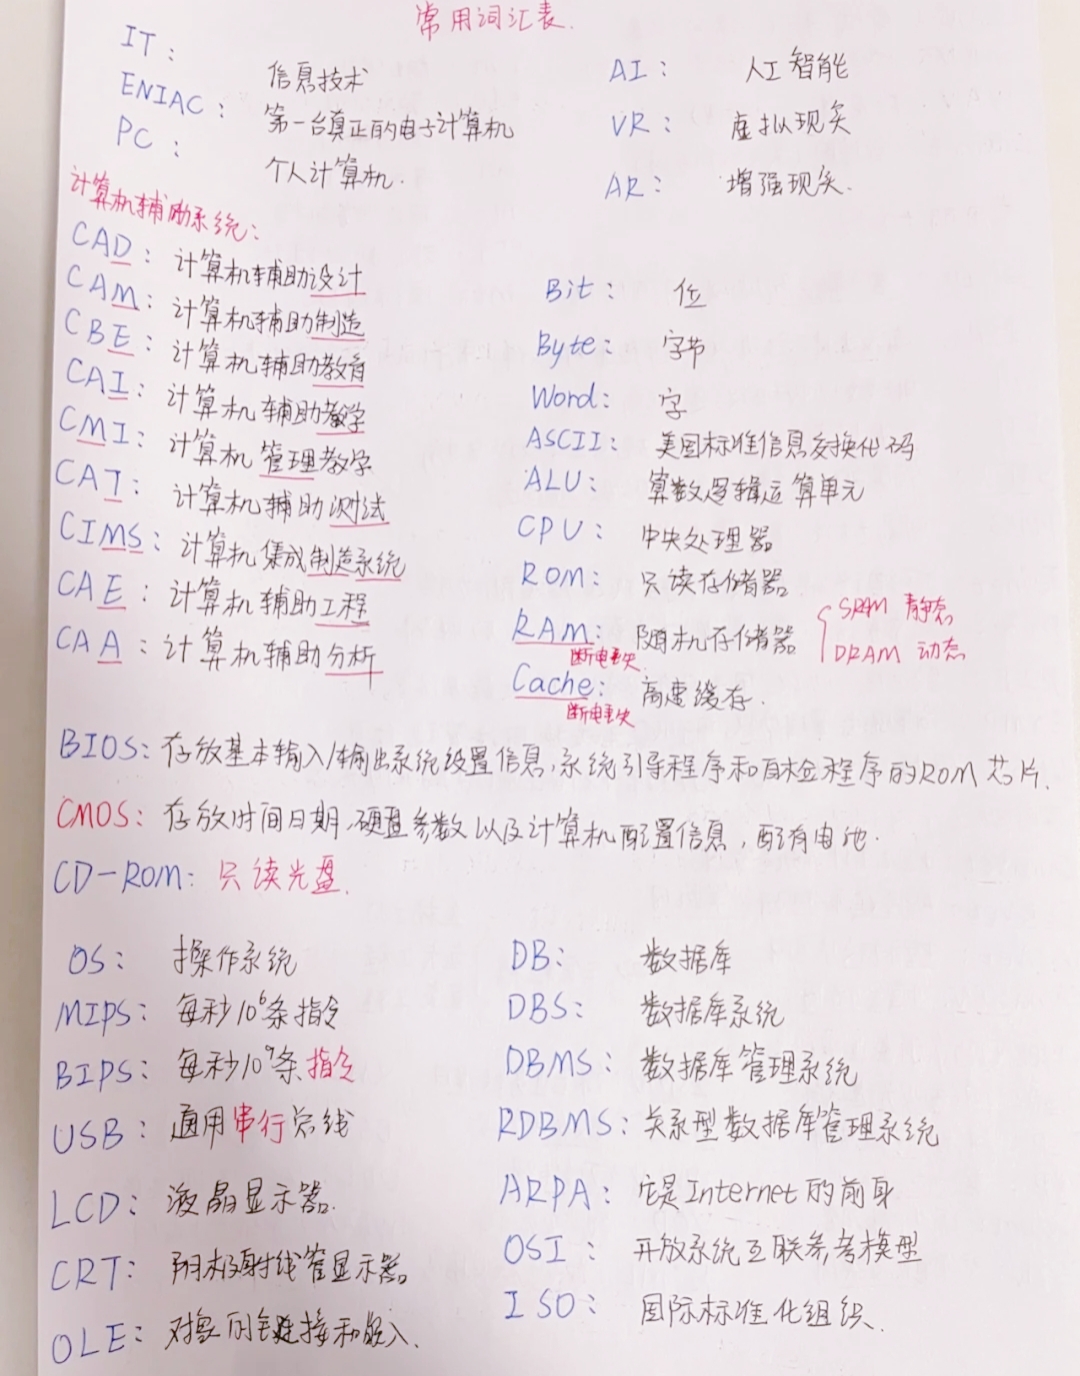 常用词汇表.
IT: 信息技术
ENIAC: 第一台真正的电子计算机
PC: 个人计算机.
AI: 人工智能
VR: 虚拟现实
AR: 增强现实.
计算机辅助系统:
CAD: 计算机辅助设计
CAM: 计算机辅助制造
CBE: 计算机辅助教育
CAI: 计算机辅助教学
CMI: 计算机管理教学
CAT: 计算机辅助测试
CIMS: 计算机集成制造系统
CAE: 计算机辅助工程
CAA: 计算机辅助分析
Bit: 位
Byte: 字节
Word: 字
ASCII: 美国标准信息交换代码
ALU: 算数逻辑运算单元
CPU: 中央处理器
ROM: 只读存储器
RAM: 随机存储器 { SRAM 静态
DRAM 动态
断电丢失.
Cache: 高速缓存.
断电丢失
BIOS: 存放基本输入/输出系统设置信息,系统引导程序和自检程序的ROM芯片.
CMOS: 存放时间日期、硬盘参数以及计算机配置信息,配有电池.
CD-ROM: 只读光盘.
OS: 操作系统
MIPS: 每秒10⁶条指令
BIPS: 每秒10⁹条指令
USB: 通用串行总线
LCD: 液晶显示器.
CRT: 阴极射线管显示器。
OLE: 对象的链接和嵌入.
DB: 数据库
DBS: 数据库系统
DBMS: 数据库管理系统
RDBMS: 关系型数据库管理系统
ARPA: 它是Internet的前身
OSI: 开放系统互联参考模型
ISO: 国际标准化组织.